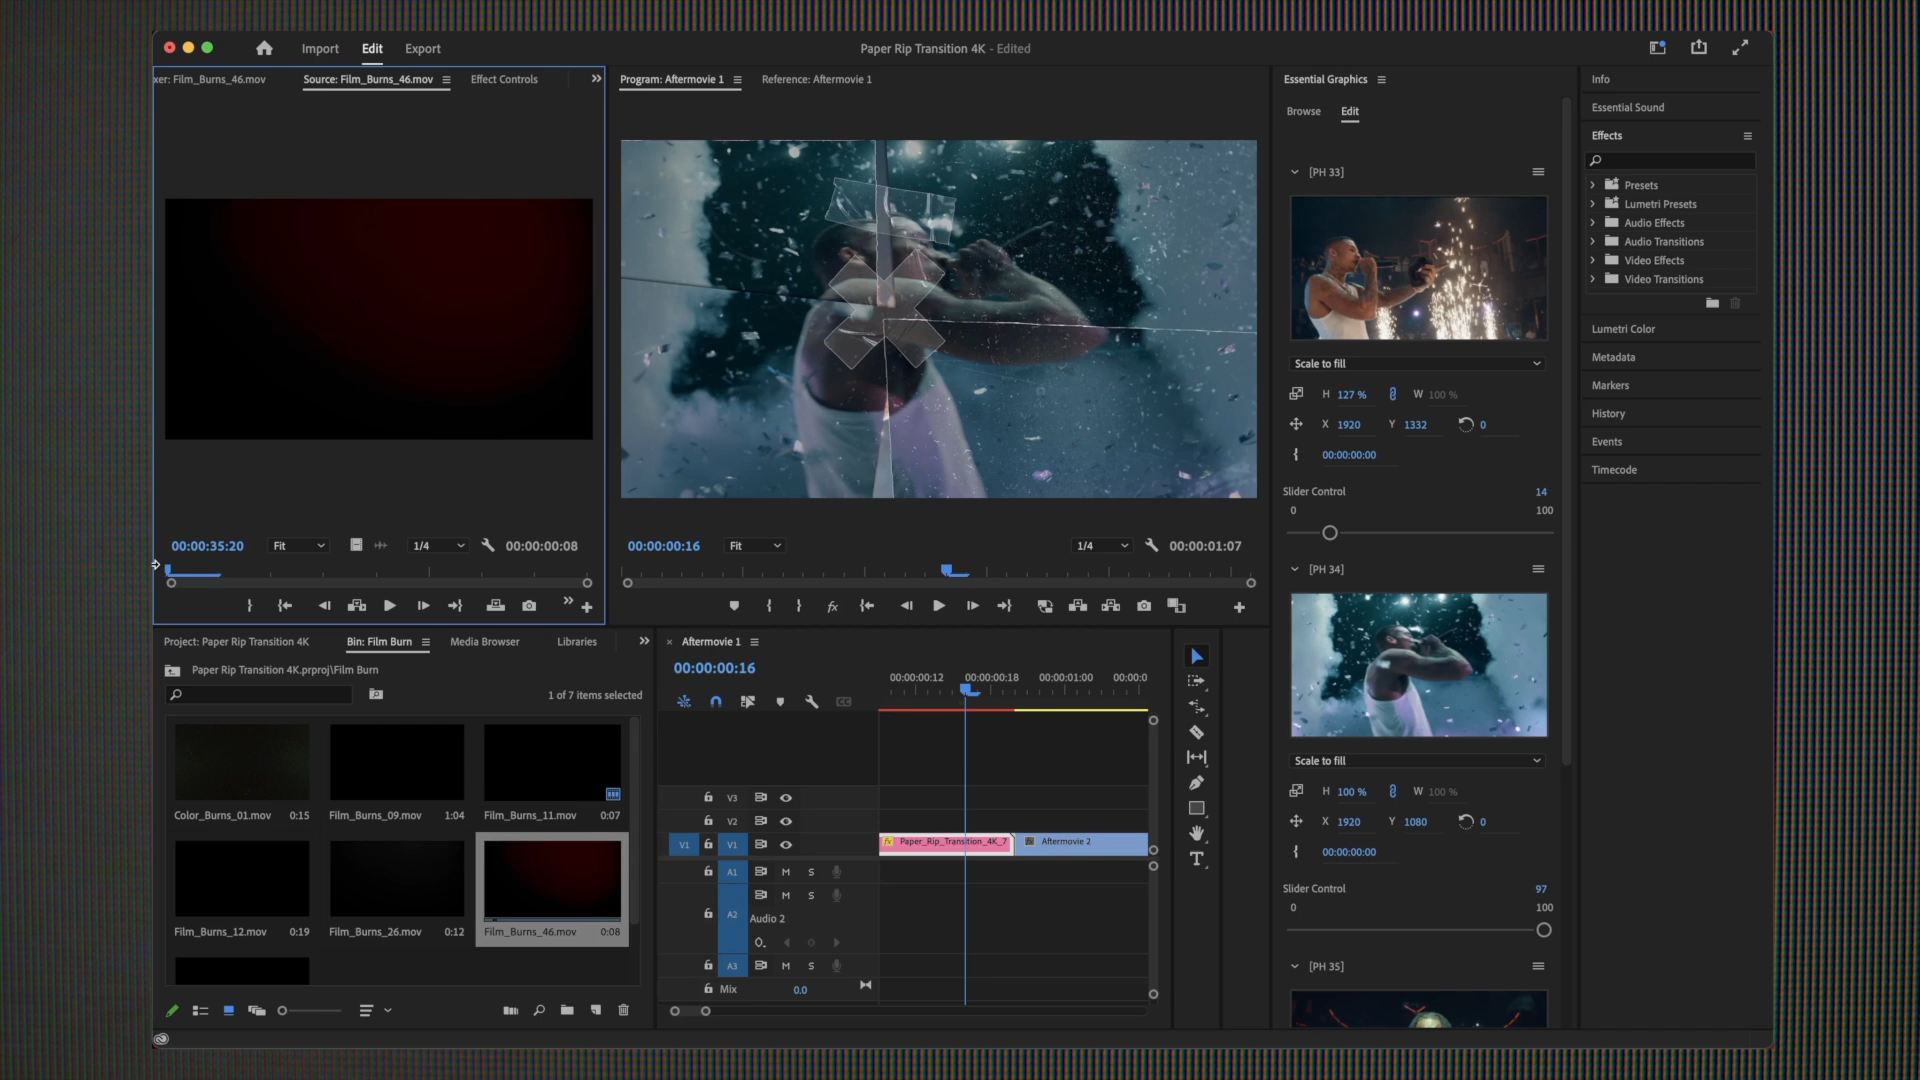 Import
Edit
Export
Paper Rip Transition 4K - Edited
xer: Film_Burns_46.mov
Source: Film_Burns_46.mov
Effect Controls
Program: Aftermovie 1
Reference: Aftermovie 1
Essential Graphics
Browse
Edit
[PH 33]
Scale to fill
H 127 % W 100 %
X 1920 Y 1332 0
00:00:00:00
Slider Control 14
0 100
[PH 34]
Scale to fill
H 100 % W 100 %
X 1920 Y 1080 0
00:00:00:00
Slider Control 97
0 100
[PH 35]
Info
Essential Sound
Effects
Presets
Lumetri Presets
Audio Effects
Audio Transitions
Video Effects
Video Transitions
Lumetri Color
Metadata
Markers
History
Events
Timecode
00:00:35:20 Fit 1/4 00:00:00:08
00:00:00:16 Fit 1/4 00:00:01:07
fx
Project: Paper Rip Transition 4K
Bin: Film Burn
Media Browser
Libraries
Paper Rip Transition 4K.prproj\Film Burn
1 of 7 items selected
Color_Burns_01.mov 0:15
Film_Burns_09.mov 1:04
Film_Burns_11.mov 0:07
Film_Burns_12.mov 0:19
Film_Burns_26.mov 0:12
Film_Burns_46.mov 0:08
× Aftermovie 1
00:00:00:16
00:00:00:12 00:00:00:18 00:00:01:00 00:00:0
V3
V2
V1 V1
fx Paper_Rip_Transition_4K_7
Aftermovie 2
A1 M S
A2 M S
Audio 2
A3 M S
Mix 0.0
T
CC